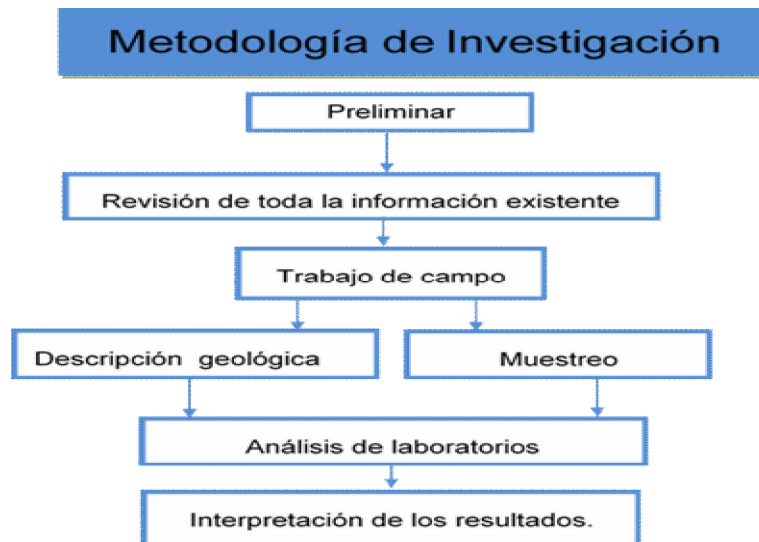 Metodología de Investigación
Preliminar
Revisión de toda la información existente
Trabajo de campo
Descripción geológica
Muestreo
Análisis de laboratorios
Interpretación de los resultados.